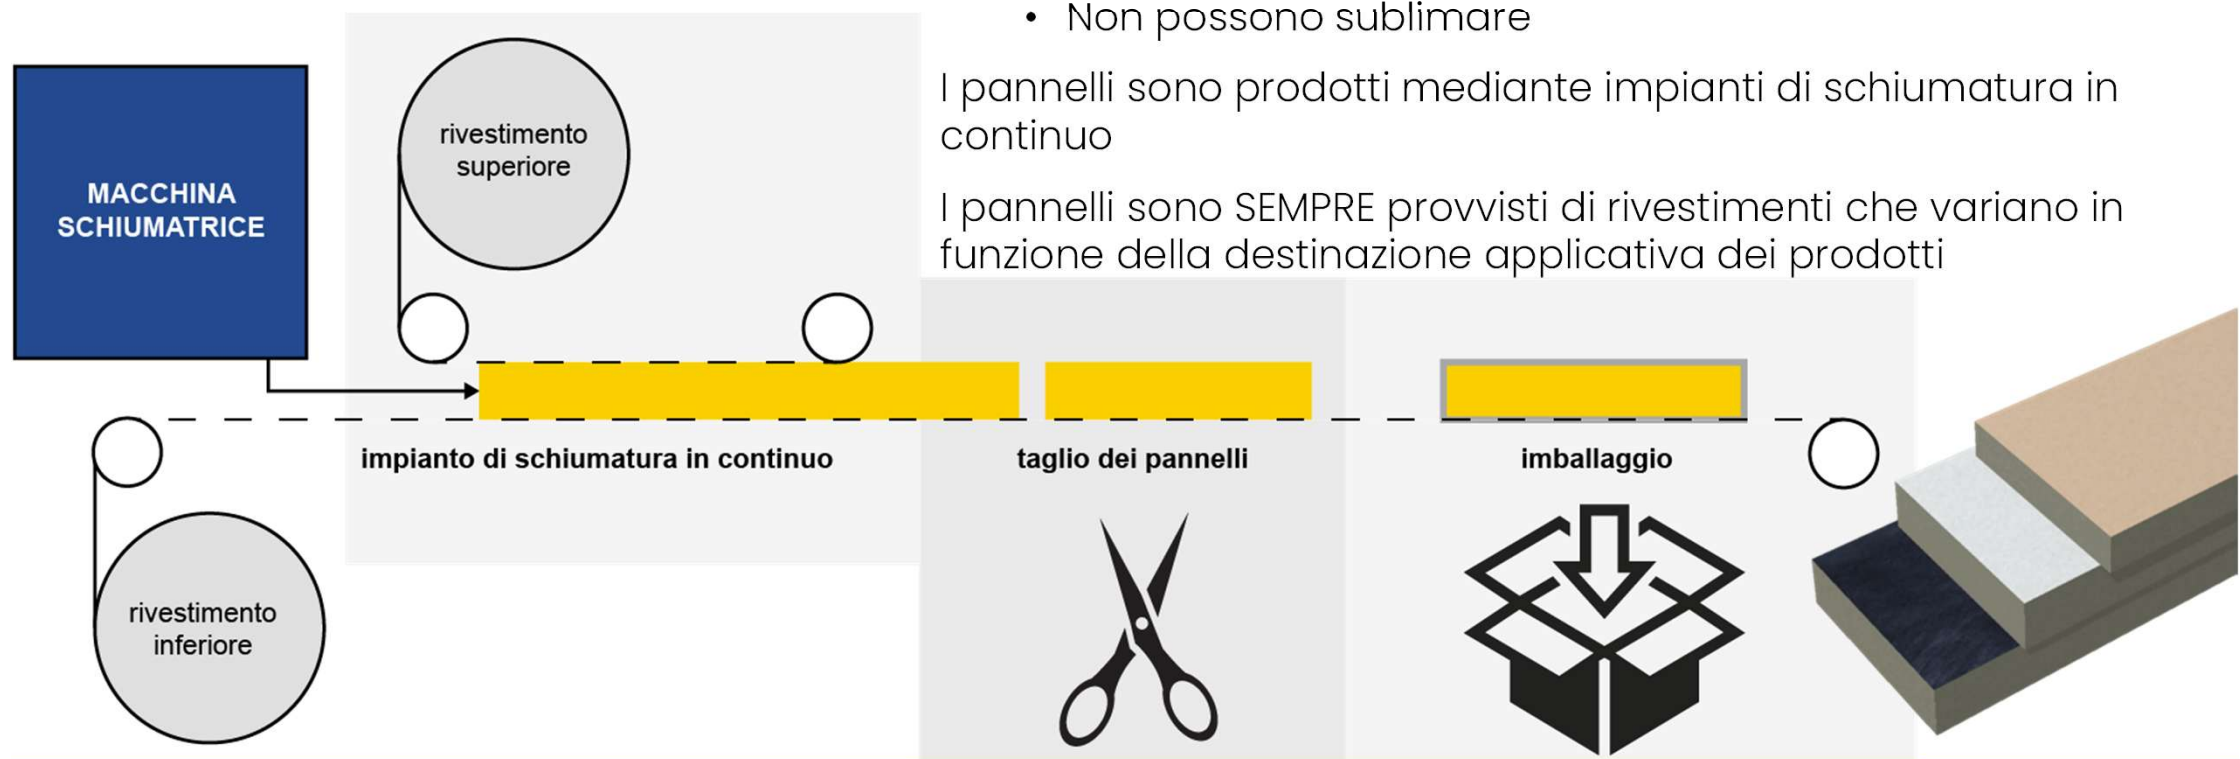 • Non possono sublimare
I pannelli sono prodotti mediante impianti di schiumatura in
continuo
I pannelli sono SEMPRE provvisti di rivestimenti che variano in
funzione della destinazione applicativa dei prodotti
MACCHINA
SCHIUMATRICE
rivestimento
superiore
impianto di schiumatura in continuo
taglio dei pannelli
imballaggio
rivestimento
inferiore